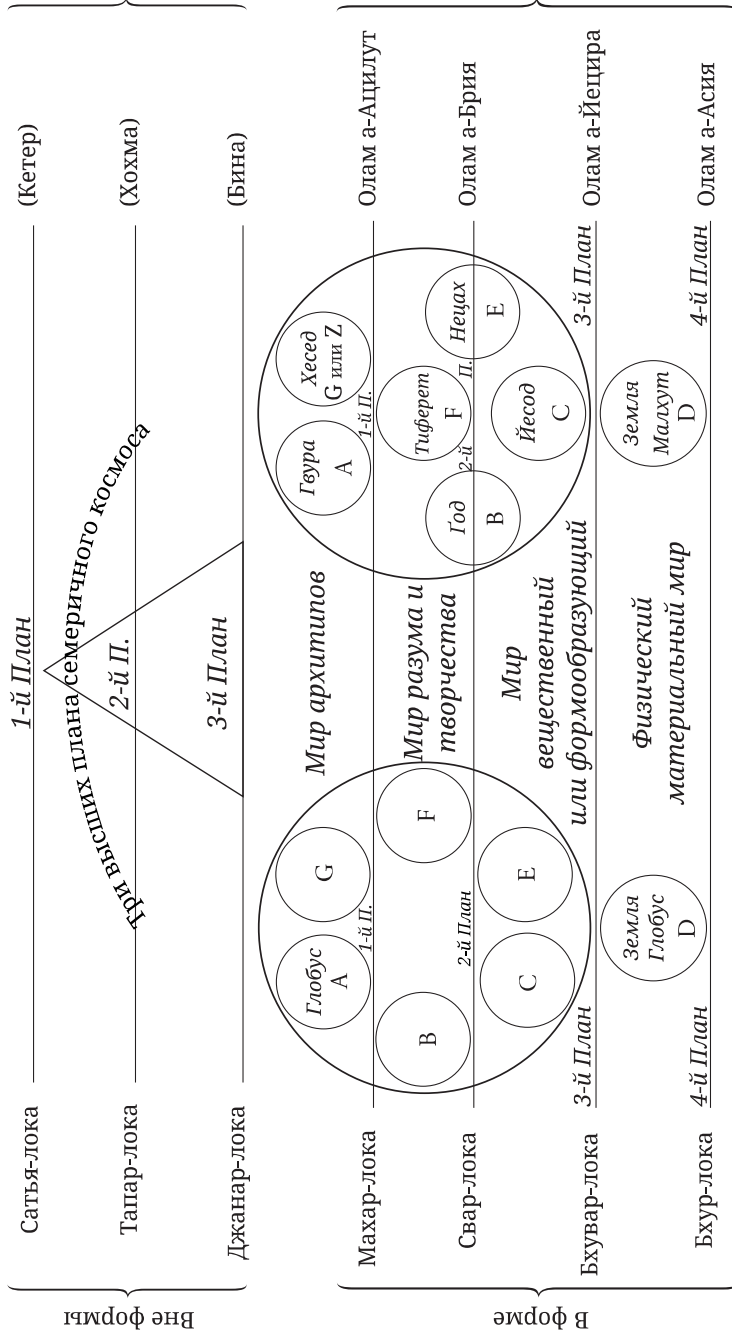 Вне формы
Сатья-лока
1-й План
(Кетер)
Три высших плана семеричного космоса
Тапар-лока
2-й П.
(Хохма)
Джанар-лока
3-й План
(Бина)
В форме
Глобус
A
G
Мир архитипов
Гвура
A
Хесед
G или Z
Махар-лока
1-й П.
1-й П.
Олам а-Ацилут
B
F
Мир разума и
творчества
Тиферет
F
Год
B
Нецах
E
Свар-лока
2-й План
2-й
П.
Олам а-Брия
C
E
Мир
вещественный
или формообразующий
Йесод
C
Бхувар-лока
3-й План
3-й План
Олам а-Йецира
Земля
Глобус
D
Физический
материальный мир
Земля
Малхут
D
Бхур-лока
4-й План
4-й План
Олам а-Асия